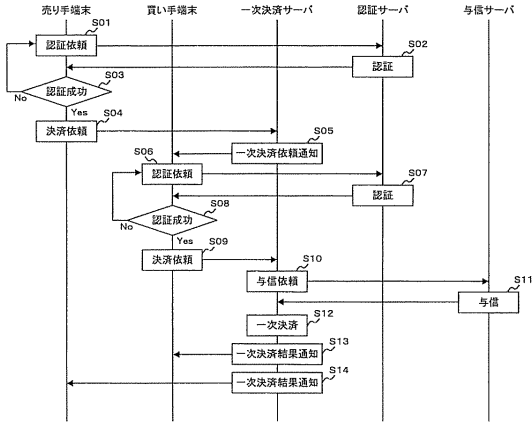 売り手端末 買い手端末 一次決済サーバ 認証サーバ 与信サーバ
S01
認証依頼
S02
認証
S03
認証成功
No
Yes
S04
決済依頼
S05
一次決済依頼通知
S06
認証依頼
S07
認証
S08
認証成功
No
Yes
S09
決済依頼
S10
与信依頼
S11
与信
S12
一次決済
S13
一次決済結果通知
S14
一次決済結果通知